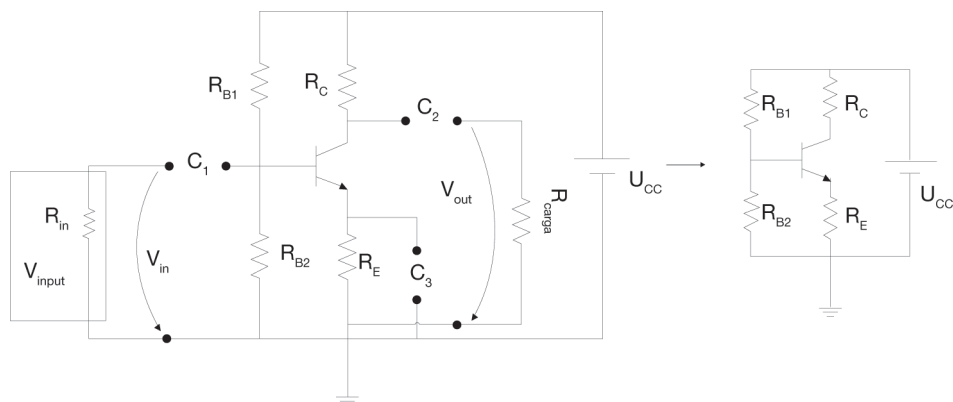 R_B1
R_C
C_2
C_1
U_CC
R_in
V_input
V_in
R_B2
R_E
C_3
V_out
R_carga
R_B1
R_C
R_B2
R_E
U_CC